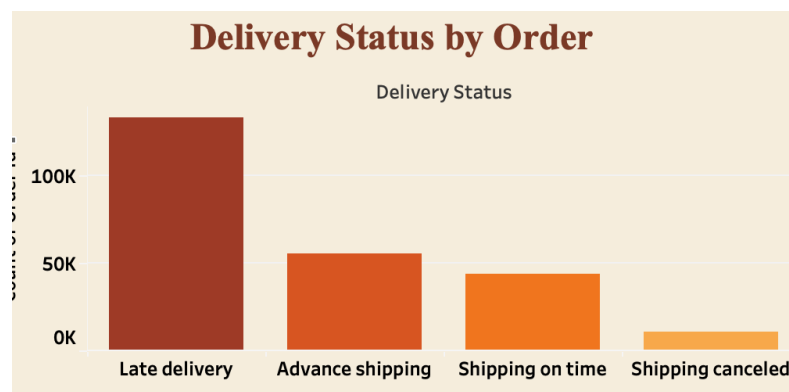 Delivery Status by Order
Delivery Status
100K
50K
0K
Late delivery
Advance shipping
Shipping on time
Shipping canceled